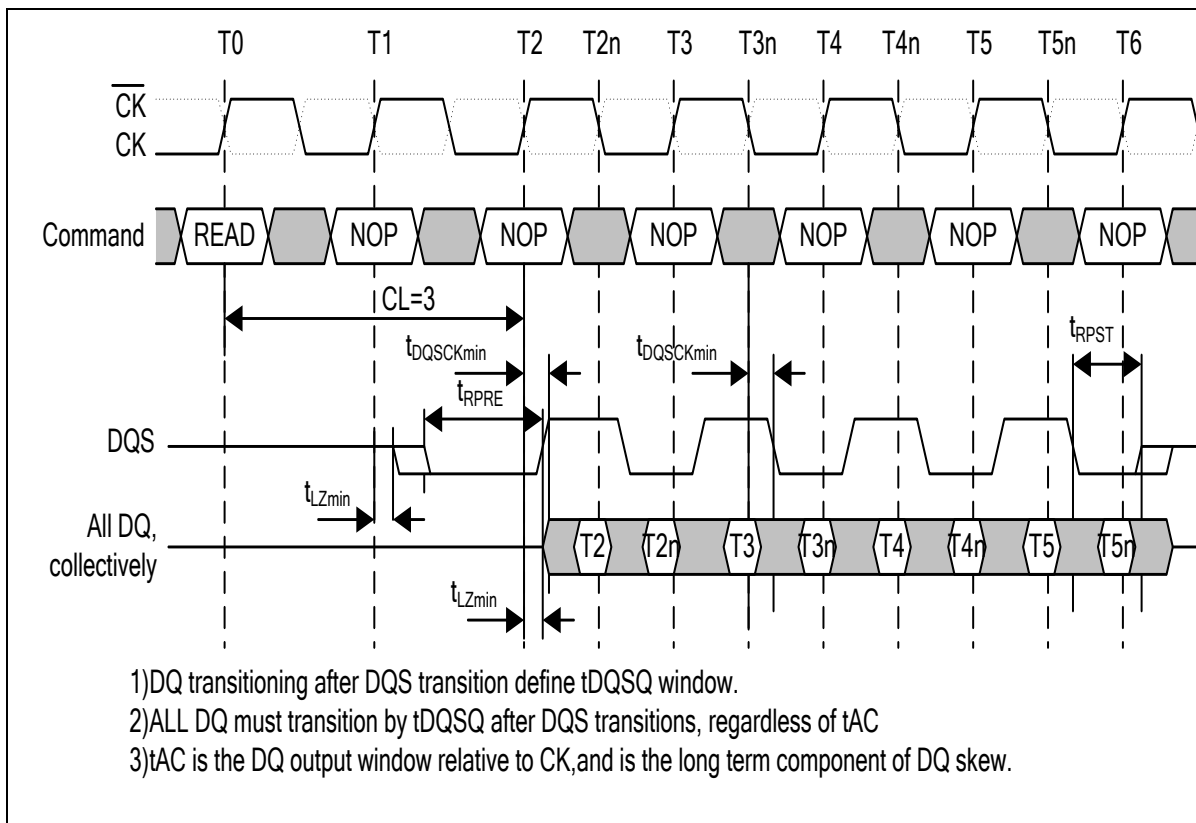 T0 T1 T2 T2n T3 T3n T4 T4n T5 T5n T6
CK
CK
Command READ NOP NOP NOP NOP NOP NOP
CL=3
tDQSCKmin tDQSCKmin tRPST
tRPRE
DQS
tLZmin
All DQ,
collectively
T2 T2n T3 T3n T4 T4n T5 T5n
tLZmin
1)DQ transitioning after DQS transition define tDQSQ window.
2)ALL DQ must transition by tDQSQ after DQS transitions, regardless of tAC
3)tAC is the DQ output window relative to CK,and is the long term component of DQ skew.